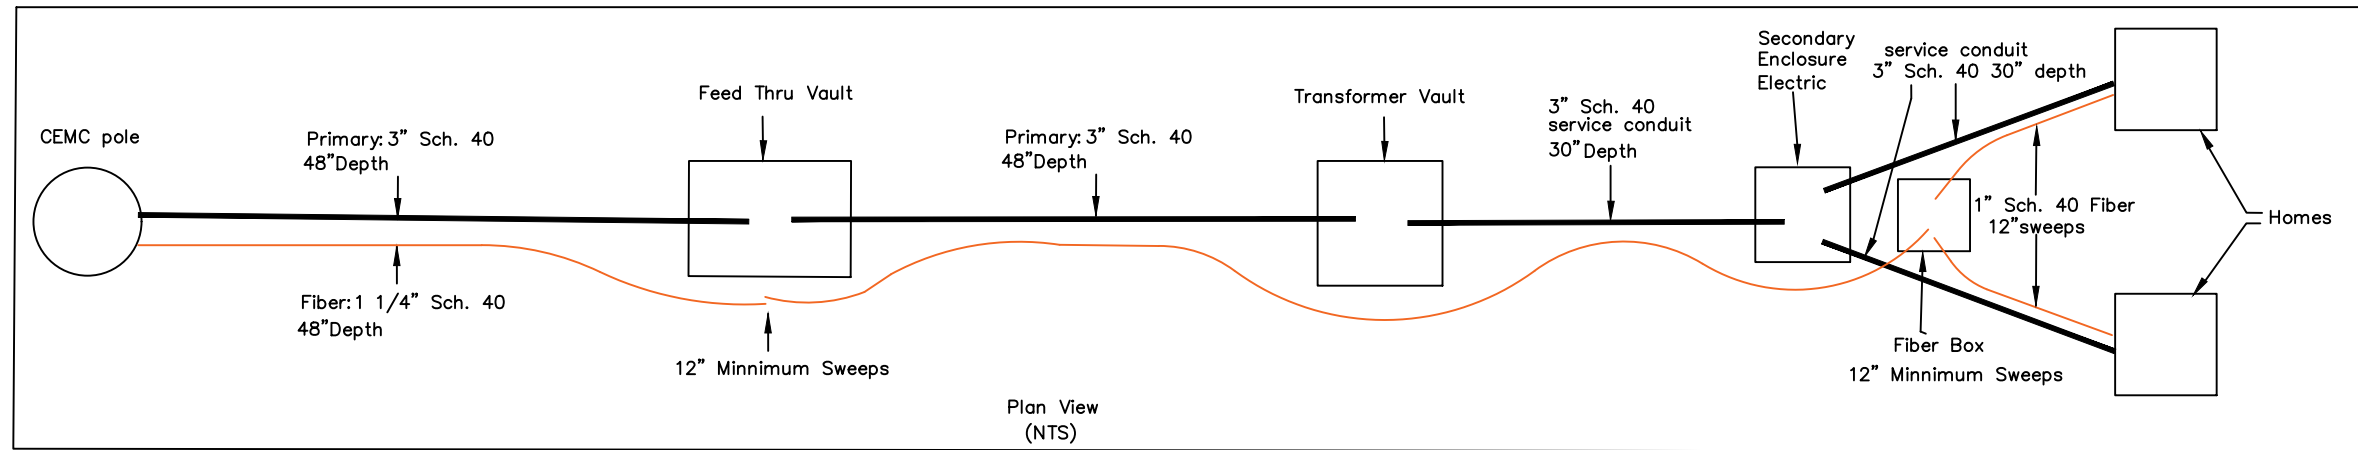 CEMC pole
Primary: 3" Sch. 40
48"Depth
Fiber: 1 1/4" Sch. 40
48"Depth
Feed Thru Vault
12" Minnimum Sweeps
Primary: 3" Sch. 40
48"Depth
Plan View
(NTS)
Transformer Vault
3" Sch. 40
service conduit
30"Depth
Secondary
Enclosure
Electric
service conduit
3" Sch. 40 30" depth
1" Sch. 40 Fiber
12"sweeps
Fiber Box
12" Minnimum Sweeps
Homes